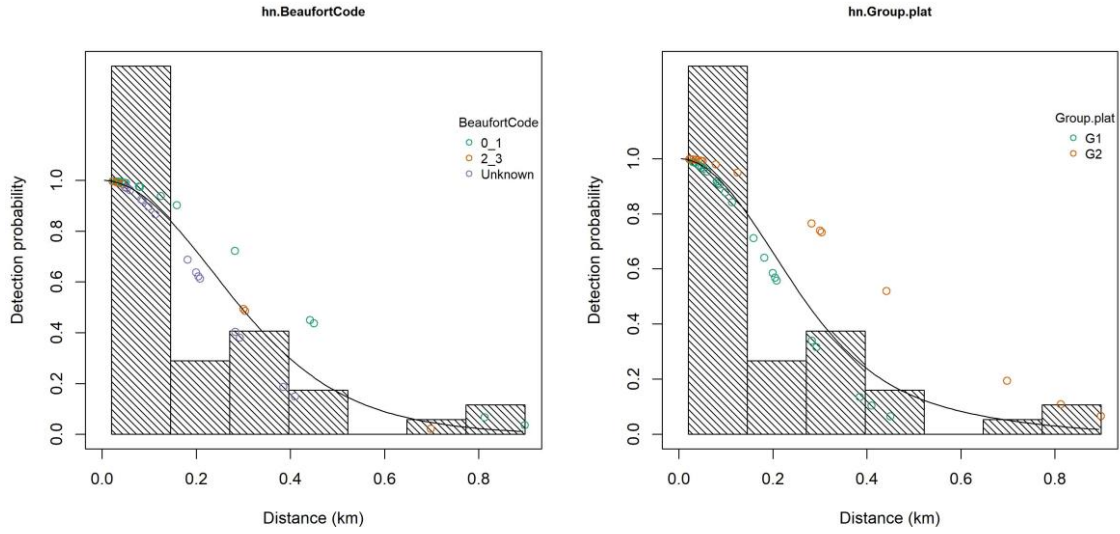 hn.BeaufortCode
BeaufortCode
0_1
2_3
Unknown
Detection probability
0.0 0.2 0.4 0.6 0.8 1.0
0.0 0.2 0.4 0.6 0.8
Distance (km)
hn.Group.plat
Group.plat
G1
G2
Detection probability
0.0 0.2 0.4 0.6 0.8 1.0
0.0 0.2 0.4 0.6 0.8
Distance (km)